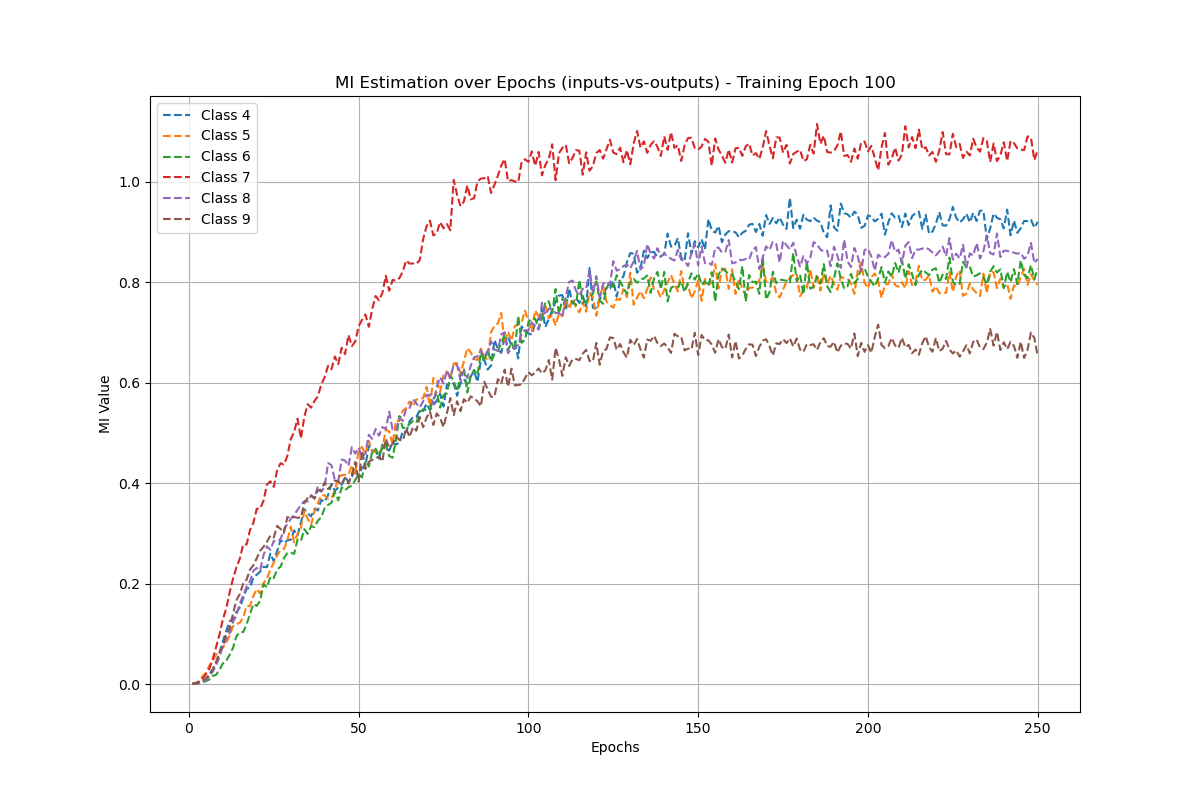 MI Estimation over Epochs (inputs-vs-outputs) - Training Epoch 100
Class 4
Class 5
Class 6
Class 7
Class 8
Class 9
MI Value
1.0
0.8
0.6
0.4
0.2
0.0
0 50 100 150 200 250
Epochs